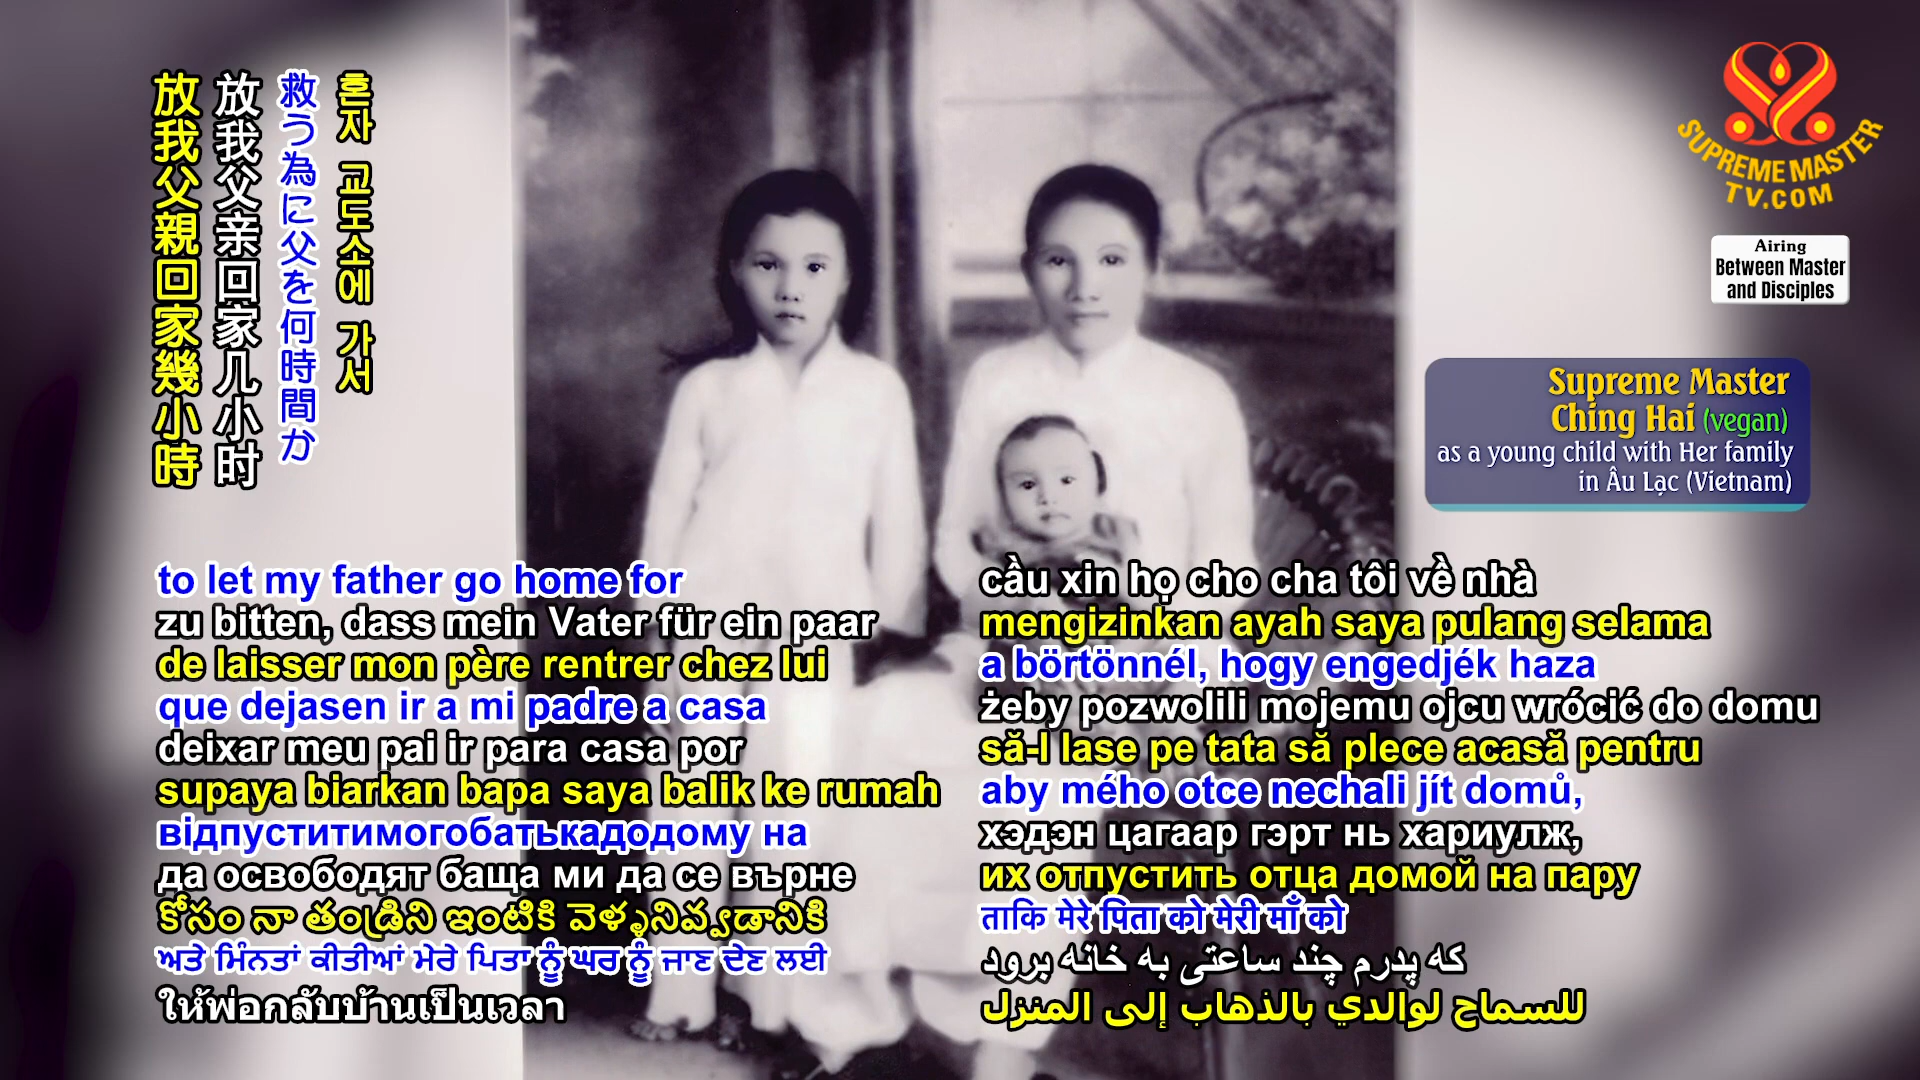 放我父親回家幾小時
放我父亲回家几小时
救う為に父を何時間か
혼자 교도소에 가서
SUPREME MASTER
TV.COM
Airing
Between Master
and Disciples
Supreme Master
Ching Hai (vegan)
as a young child with Her family
in Âu Lạc (Vietnam)
to let my father go home for
zu bitten, dass mein Vater für ein paar
de laisser mon père rentrer chez lui
que dejasen ir a mi padre a casa
deixar meu pai ir para casa por
supaya biarkan bapa saya balik ke rumah
відпуститимогобатькадодому на
да освободят баща ми да се върне
కోసం నా తండ్రిని ఇంటికి వెళ్ళనివ్వడానికి
ਅਤੇ ਮਿੰਨਤਾਂ ਕੀਤੀਆਂ ਮੇਰੇ ਪਿਤਾ ਨੂੰ ਘਰ ਨੂੰ ਜਾਣ ਦੇਣ ਲਈ
ให้พ่อกลับบ้านเป็นเวลา
cầu xin họ cho cha tôi về nhà
mengizinkan ayah saya pulang selama
a börtönnél, hogy engedjék haza
żeby pozwolili mojemu ojcu wrócić do domu
să-l lase pe tata să plece acasă pentru
aby mého otce nechali jít domů,
хэдэн цагаар гэрт нь хариулж,
их отпустить отца домой на пару
ताकि मेरे पिता को मेरी माँ को
که پدرم چند ساعتی به خانه برود
للسماح لوالدي بالذهاب إلى المنزل